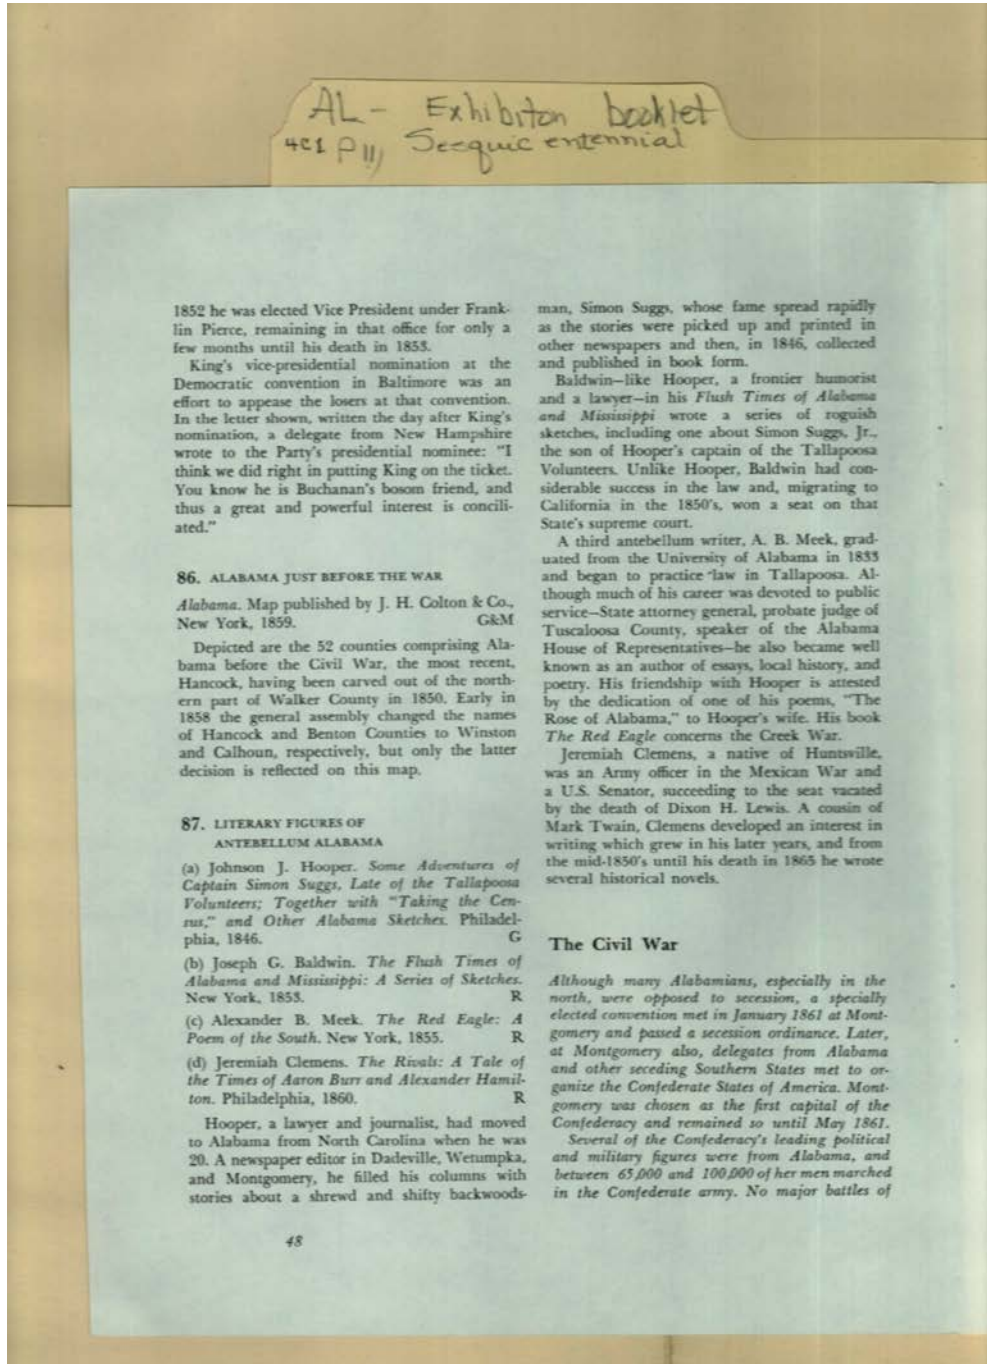 AL- Exhibiton booklet
4C1 P11, Seequicentennial
1852 he was elected Vice President under Frank-
lin Pierce, remaining in that office for only a
few months until his death in 1853.
King's vice-presidential nomination at the
Democratic convention in Baltimore was an
effort to appease the losers at that convention.
In the letter shown, written the day after King's
nomination, a delegate from New Hampshire
wrote to the Party's presidential nominee: "I
think we did right in putting King on the ticket.
You know he is Buchanan's bosom friend, and
thus a great and powerful interest is concili-
ated."
86. ALABAMA JUST BEFORE THE WAR
Alabama. Map published by J. H. Colton & Co.,
New York, 1859. G&M
Depicted are the 52 counties comprising Ala-
bama before the Civil War, the most recent,
Hancock, having been carved out of the north-
ern part of Walker County in 1850. Early in
1858 the general assembly changed the names
of Hancock and Benton Counties to Winston
and Calhoun, respectively, but only the latter
decision is reflected on this map.
87. LITERARY FIGURES OF
ANTEBELLUM ALABAMA
(a) Johnson J. Hooper. Some Adventures of
Captain Simon Suggs, Late of the Tallapoosa
Volunteers; Together with "Taking the Cen-
sus," and Other Alabama Sketches. Philadel-
phia, 1846. G
(b) Joseph G. Baldwin. The Flush Times of
Alabama and Mississippi: A Series of Sketches.
New York, 1853. R
(c) Alexander B. Meek. The Red Eagle: A
Poem of the South. New York, 1855. R
(d) Jeremiah Clemens. The Rivals: A Tale of
the Times of Aaron Burr and Alexander Hamil-
ton. Philadelphia, 1860. R
Hooper, a lawyer and journalist, had moved
to Alabama from North Carolina when he was
20. A newspaper editor in Dadeville, Wetumpka,
and Montgomery, he filled his columns with
stories about a shrewd and shifty backwoods-
man, Simon Suggs, whose fame spread rapidly
as the stories were picked up and printed in
other newspapers and then, in 1846, collected
and published in book form.
Baldwin—like Hooper, a frontier humorist
and a lawyer—in his Flush Times of Alabama
and Mississippi wrote a series of roguish
sketches, including one about Simon Suggs, Jr.,
the son of Hooper's captain of the Tallapoosa
Volunteers. Unlike Hooper, Baldwin had con-
siderable success in the law and, migrating to
California in the 1850's, won a seat on that
State's supreme court.
A third antebellum writer, A. B. Meek, grad-
uated from the University of Alabama in 1833
and began to practice law in Tallapoosa. Al-
though much of his career was devoted to public
service—State attorney general, probate judge of
Tuscaloosa County, speaker of the Alabama
House of Representatives—he also became well
known as an author of essays, local history, and
poetry. His friendship with Hooper is attested
by the dedication of one of his poems, "The
Rose of Alabama," to Hooper's wife. His book
The Red Eagle concerns the Creek War.
Jeremiah Clemens, a native of Huntsville,
was an Army officer in the Mexican War and
a U.S. Senator, succeeding to the seat vacated
by the death of Dixon H. Lewis. A cousin of
Mark Twain, Clemens developed an interest in
writing which grew in his later years, and from
the mid-1850's until his death in 1865 he wrote
several historical novels.
The Civil War
Although many Alabamians, especially in the
north, were opposed to secession, a specially
elected convention met in January 1861 at Mont-
gomery and passed a secession ordinance. Later,
at Montgomery also, delegates from Alabama
and other seceding Southern States met to or-
ganize the Confederate States of America. Mont-
gomery was chosen as the first capital of the
Confederacy and remained so until May 1861.
Several of the Confederacy's leading political
and military figures were from Alabama, and
between 65,000 and 100,000 of her men marched
in the Confederate army. No major battles of
48